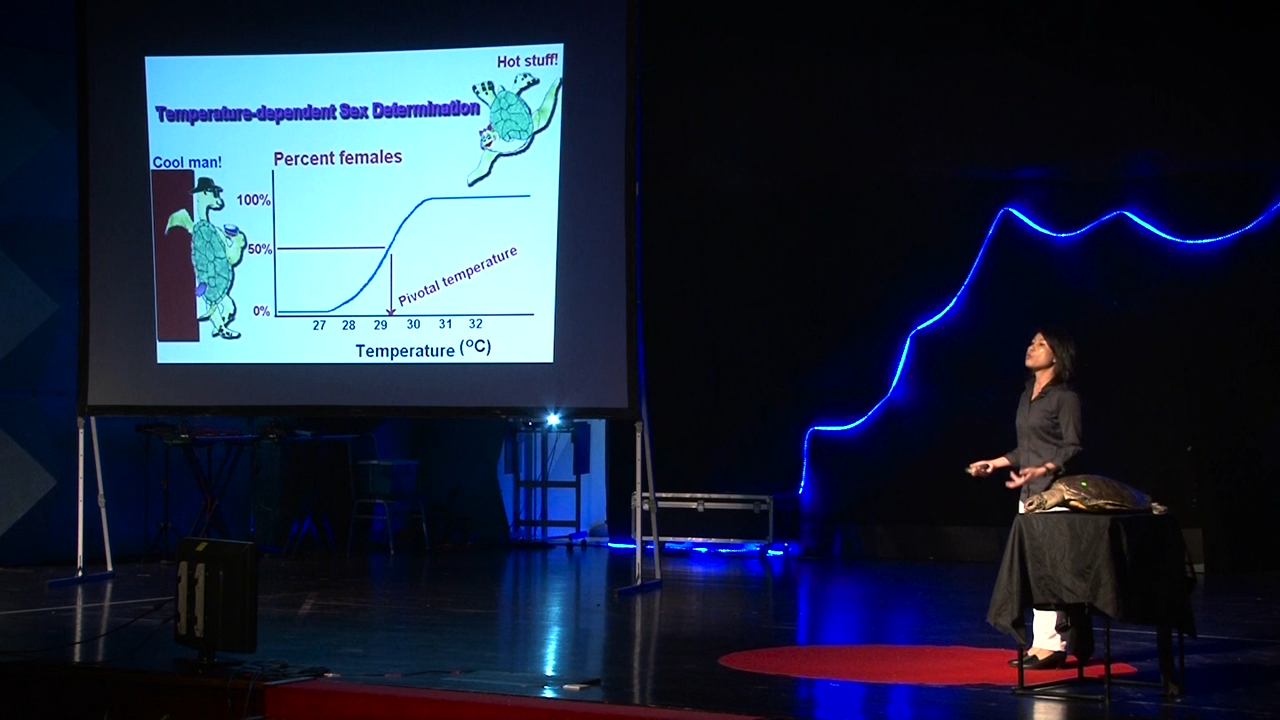 Hot stuff!
Temperature-dependent Sex Determination
Cool man!
Percent females
100%
50%
0%
Pivotal temperature
27 28 29 30 31 32
Temperature (°C)